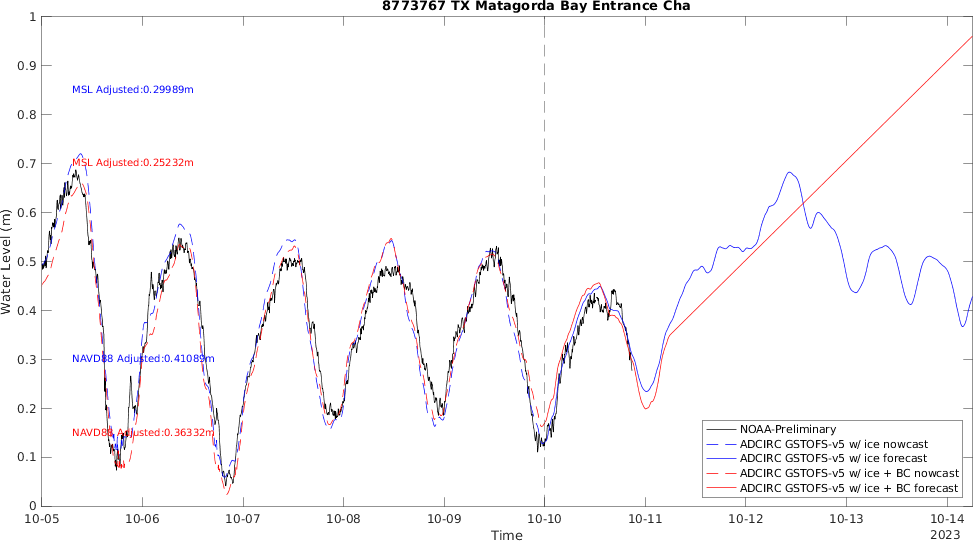 8773767 TX Matagorda Bay Entrance Cha
1
0.9
0.8
0.7
0.6
0.5
0.4
0.3
0.2
0.1
0
Water Level (m)
MSL Adjusted:0.29989m
MSL Adjusted:0.25232m
NAVD88 Adjusted:0.41089m
NAVD88 Adjusted:0.36332m
NOAA-Preliminary
ADCIRC GSTOFS-v5 w/ ice nowcast
ADCIRC GSTOFS-v5 w/ ice forecast
ADCIRC GSTOFS-v5 w/ ice + BC nowcast
ADCIRC GSTOFS-v5 w/ ice + BC forecast
10-05 10-06 10-07 10-08 10-09 10-10 10-11 10-12 10-13 10-14
Time
2023